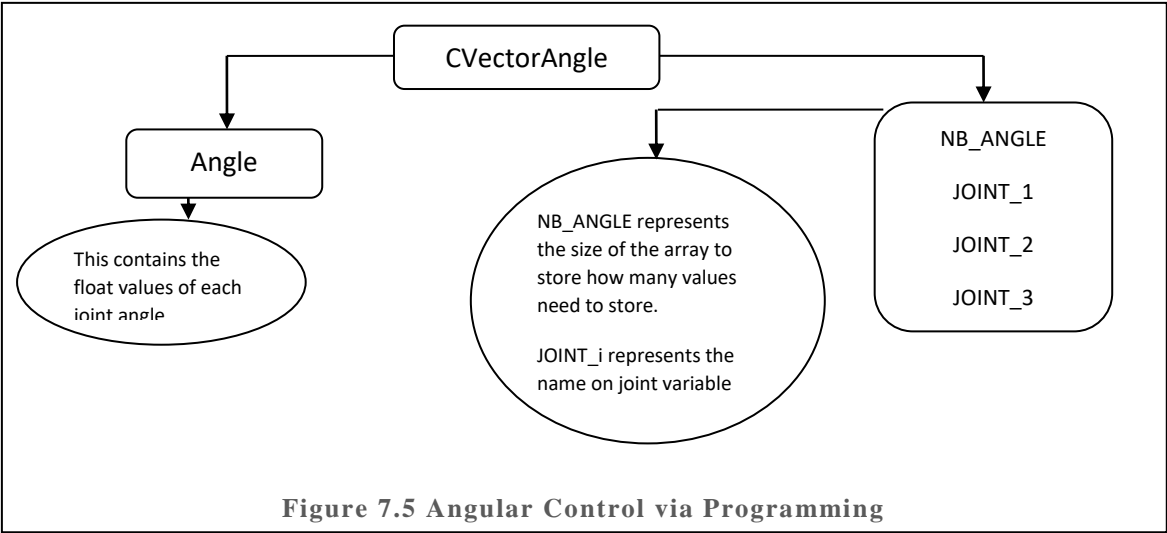 CVectorAngle
Angle
This contains the
float values of each
joint angle
NB_ANGLE represents
the size of the array to
store how many values
need to store.
JOINT_i represents the
name on joint variable
NB_ANGLE
JOINT_1
JOINT_2
JOINT_3
Figure 7.5 Angular Control via Programming